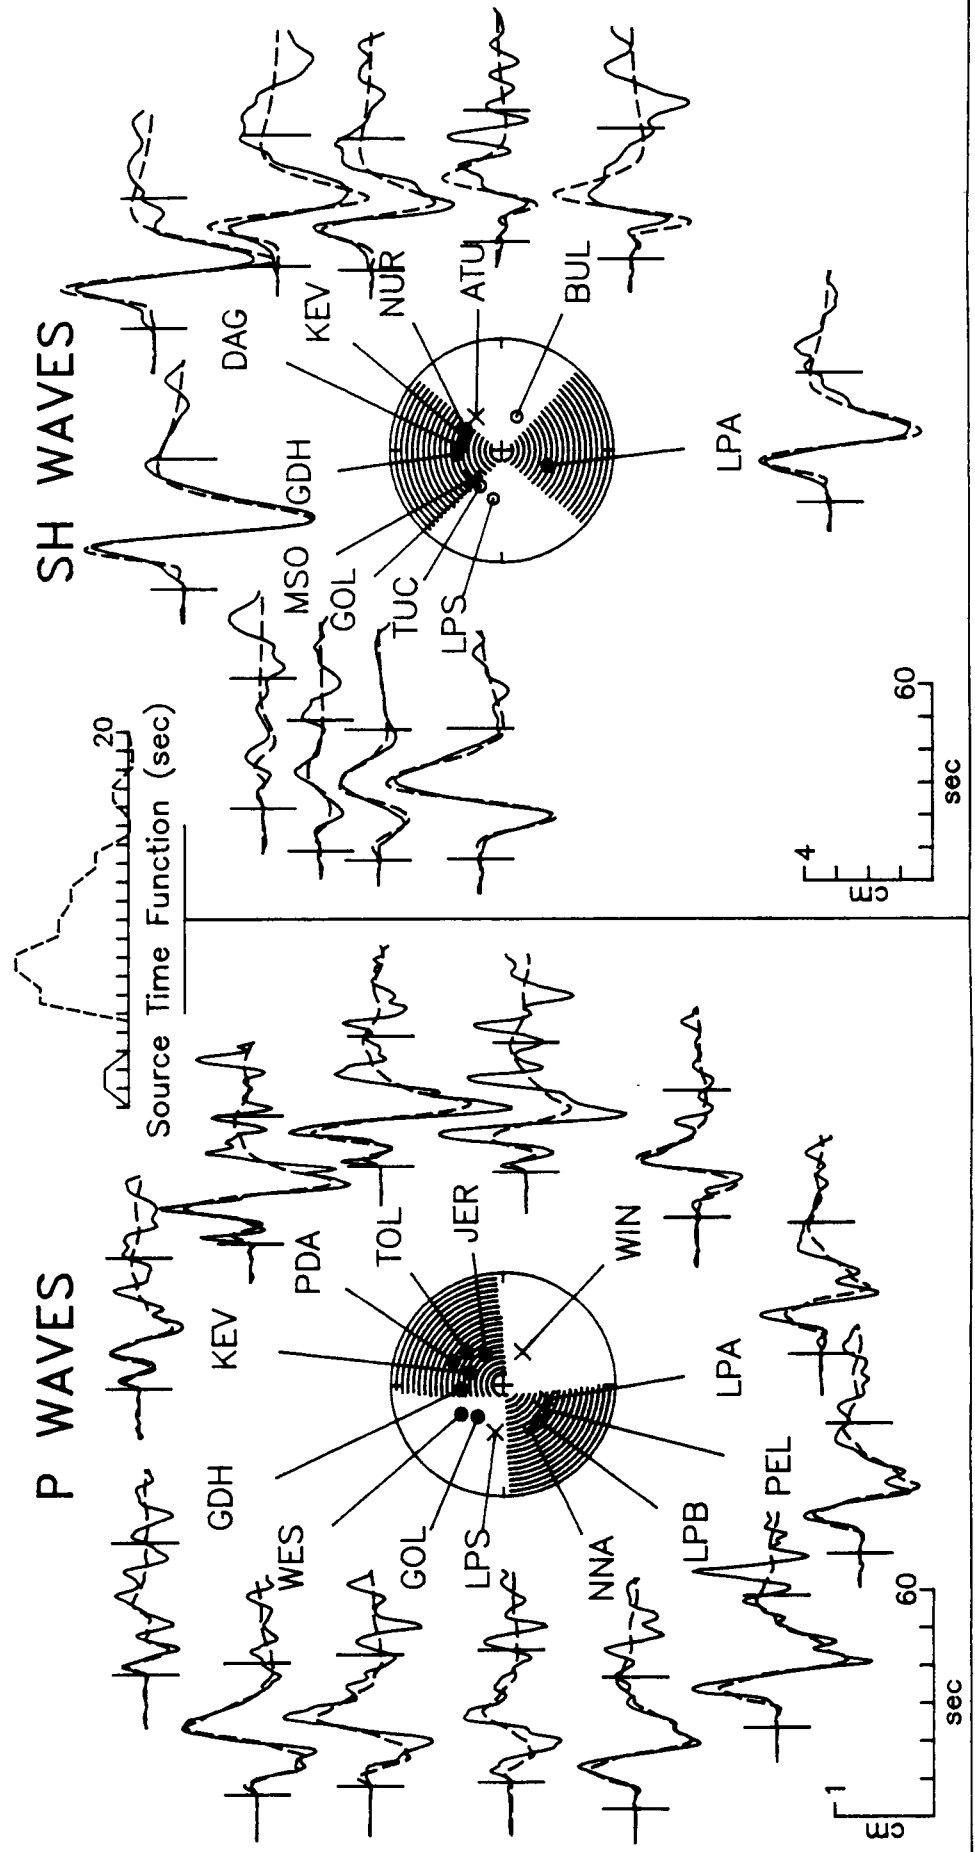 P WAVES
KEV
PDA
TOL
JER
GDH
WES
GOL
LPS
NNA
LPB
PEL
LPA
WIN
1
cm
60
sec
20
Source Time Function (sec)
SH WAVES
DAG
KEV
NUR
ATU
BUL
GDH
MSO
GOL
TUC
LPS
LPA
4
cm
60
sec